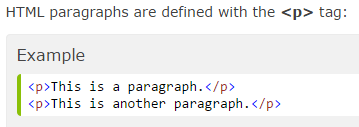 HTML paragraphs are defined with the <p> tag:
Example
<p>This is a paragraph.</p>
<p>This is another paragraph.</p>